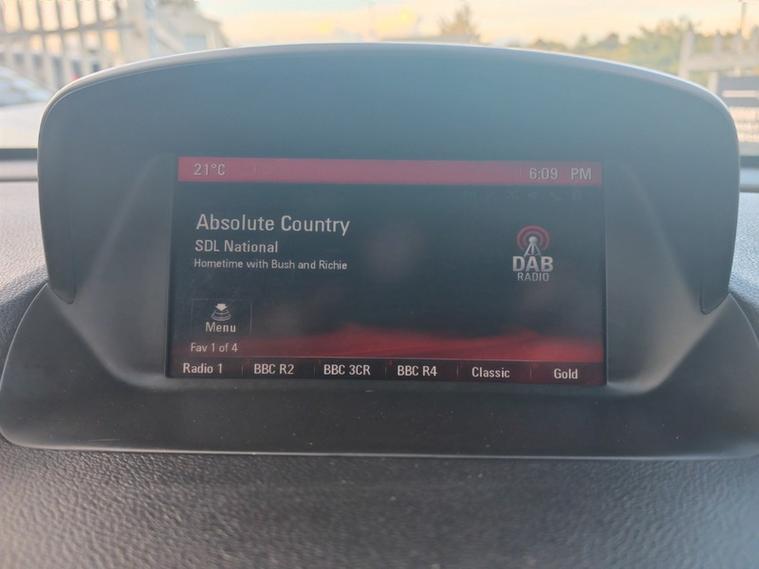 21°C 6:09 PM
Absolute Country
SDL National
Hometime with Bush and Richie
DAB
RADIO
Menu
Fav 1 of 4
Radio 1 BBC R2 BBC 3CR BBC R4 Classic Gold